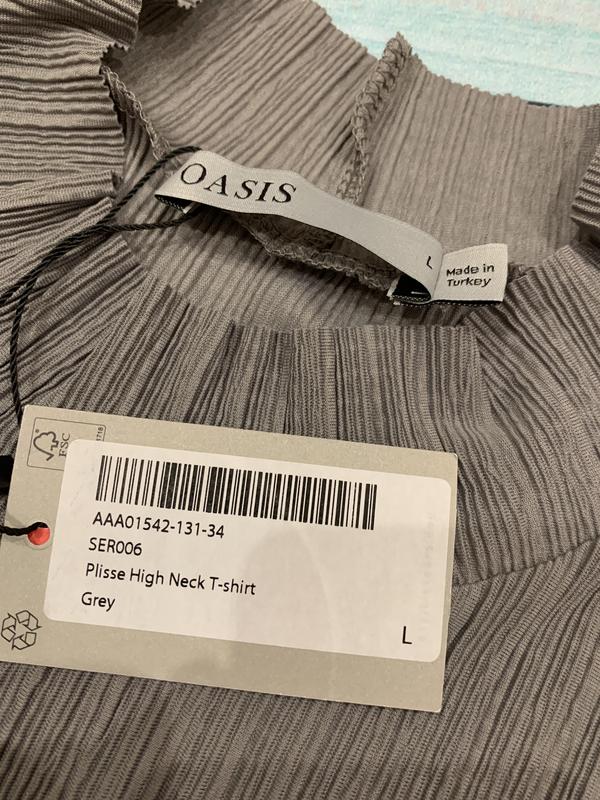 OASIS
L
Made in
Turkey
FSC
AAA01542-131-34
SER006
Plisse High Neck T-shirt
Grey
L